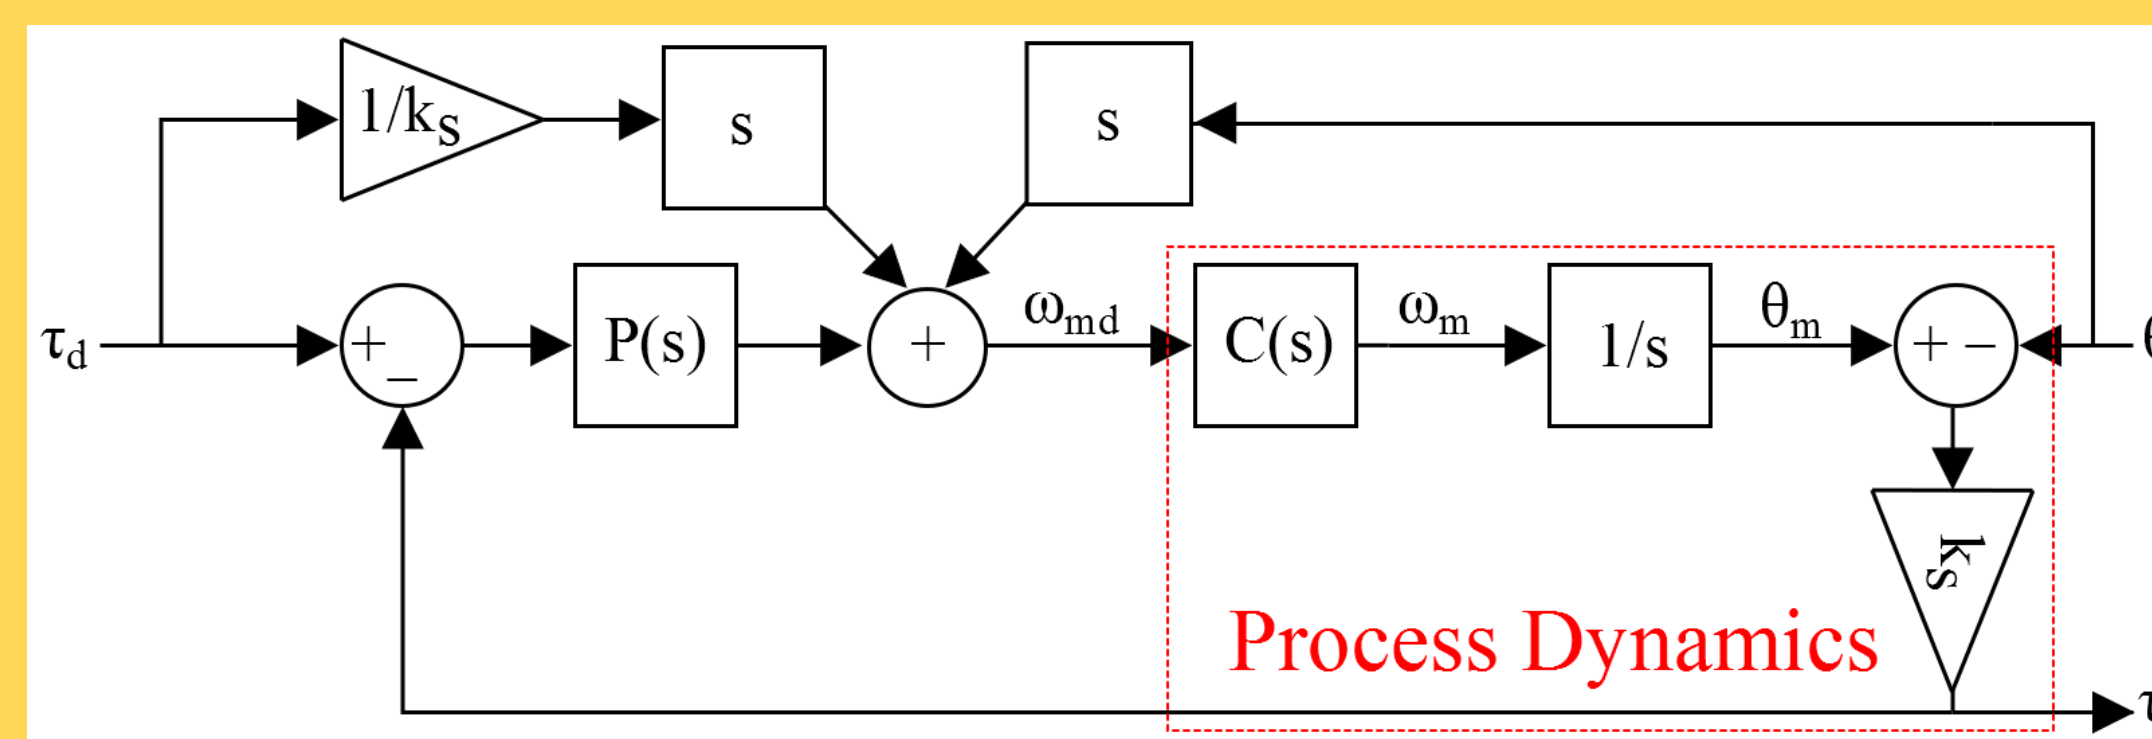 1/kS
s
s
τd
+
−
P(s)
+
ωmd
C(s)
ωm
1/s
θm
+ −
kS
Process Dynamics